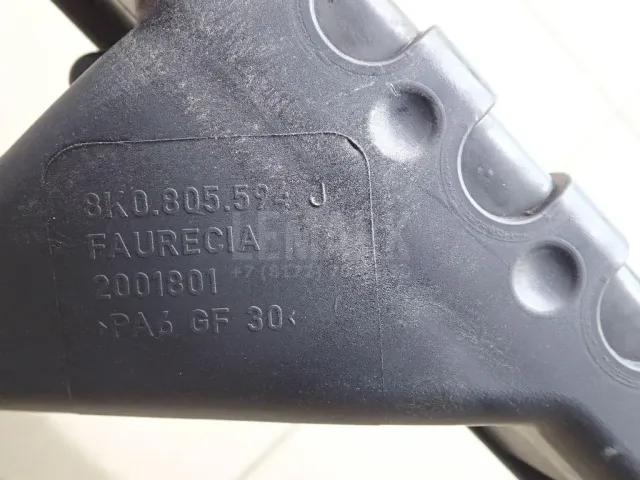 8K0.805.594 J
FAURECIA
2001801
>PA6 GF 30<